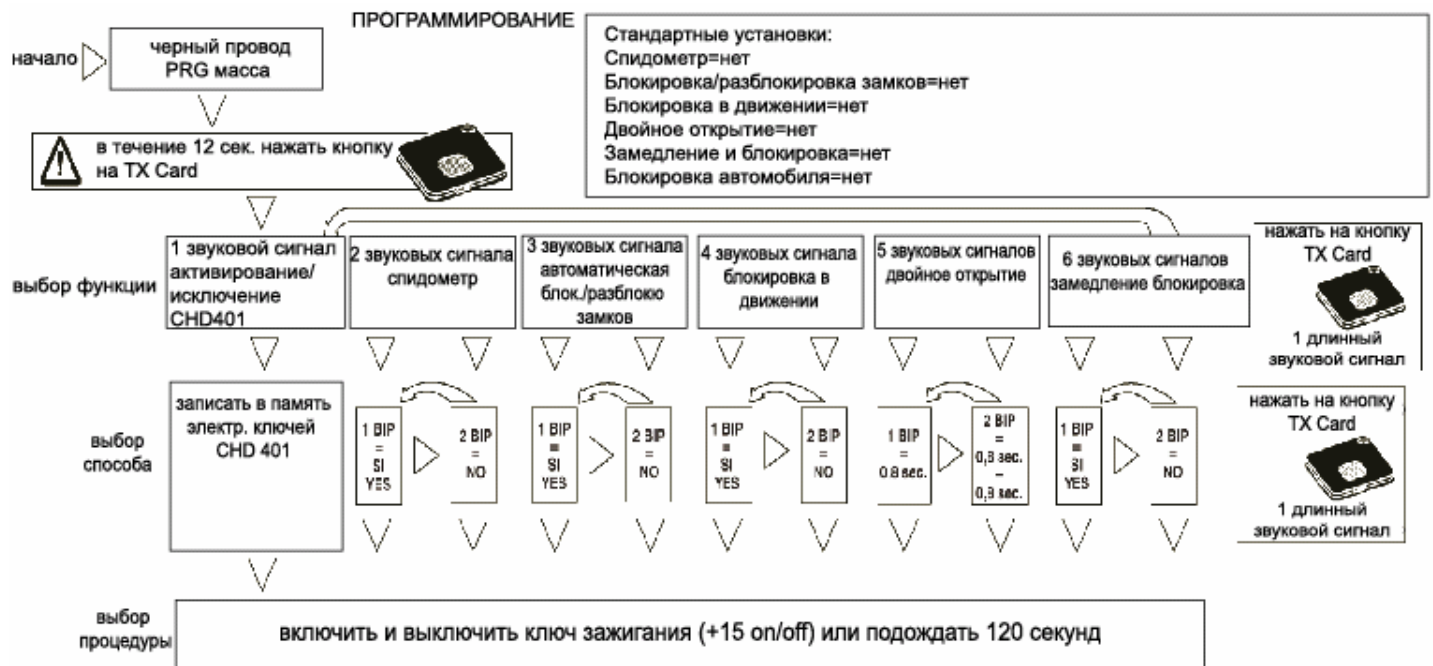 ПРОГРАММИРОВАНИЕ
начало
черный провод
PRG масса
Стандартные установки:
Спидометр=нет
Блокировка/разблокировка замков=нет
Блокировка в движении=нет
Двойное открытие=нет
Замедление и блокировка=нет
Блокировка автомобиля=нет
в течение 12 сек. нажать кнопку
на TX Card
выбор функции
1 звуковой сигнал
активирование/
исключение
CHD401
2 звуковых сигнала
спидометр
3 звуковых сигнала
автоматическая
блок./разблокю
замков
4 звуковых сигнала
блокировка в
движении
5 звуковых сигналов
двойное открытие
6 звуковых сигналов
замедление блокировка
нажать на кнопку
TX Card
1 длинный
звуковой сигнал
выбор
способа
записать в память
электр. ключей
CHD 401
1 BIP
=
SI
YES
2 BIP
=
NO
1 BIP
=
SI
YES
2 BIP
=
NO
1 BIP
=
SI
YES
2 BIP
=
NO
1 BIP
=
0.8 sec.
2 BIP
=
0,8 sec.
–
0,8 sec.
1 BIP
=
SI
YES
2 BIP
=
NO
нажать на кнопку
TX Card
1 длинный
звуковой сигнал
выбор
процедуры
включить и выключить ключ зажигания (+15 on/off) или подождать 120 секунд